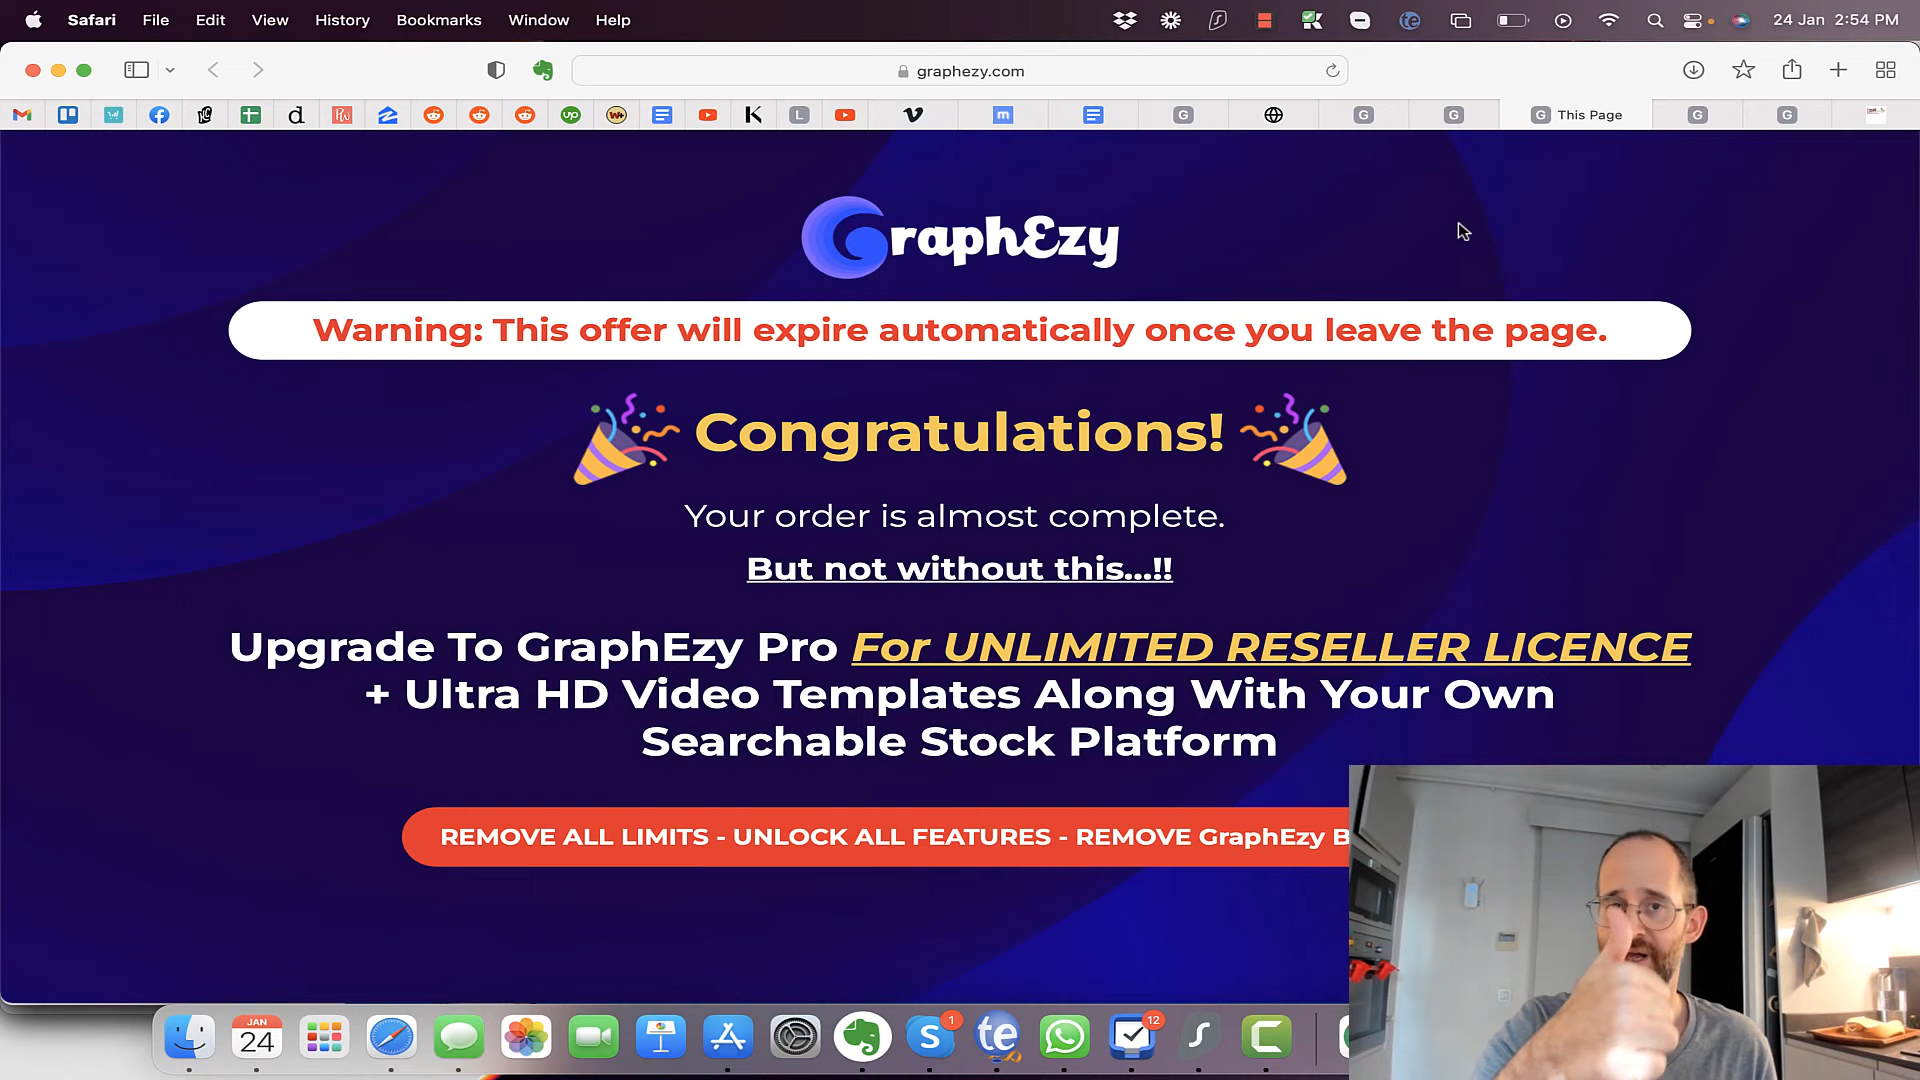 Safari File Edit View History Bookmarks Window Help 24 Jan 2:54 PM
graphezy.com
This Page
GraphEzy
Warning: This offer will expire automatically once you leave the page.
Congratulations!
Your order is almost complete.
But not without this...!!
Upgrade To GraphEzy Pro For UNLIMITED RESELLER LICENCE
+ Ultra HD Video Templates Along With Your Own
Searchable Stock Platform
REMOVE ALL LIMITS - UNLOCK ALL FEATURES - REMOVE GraphEzy B
JAN
24
1
12